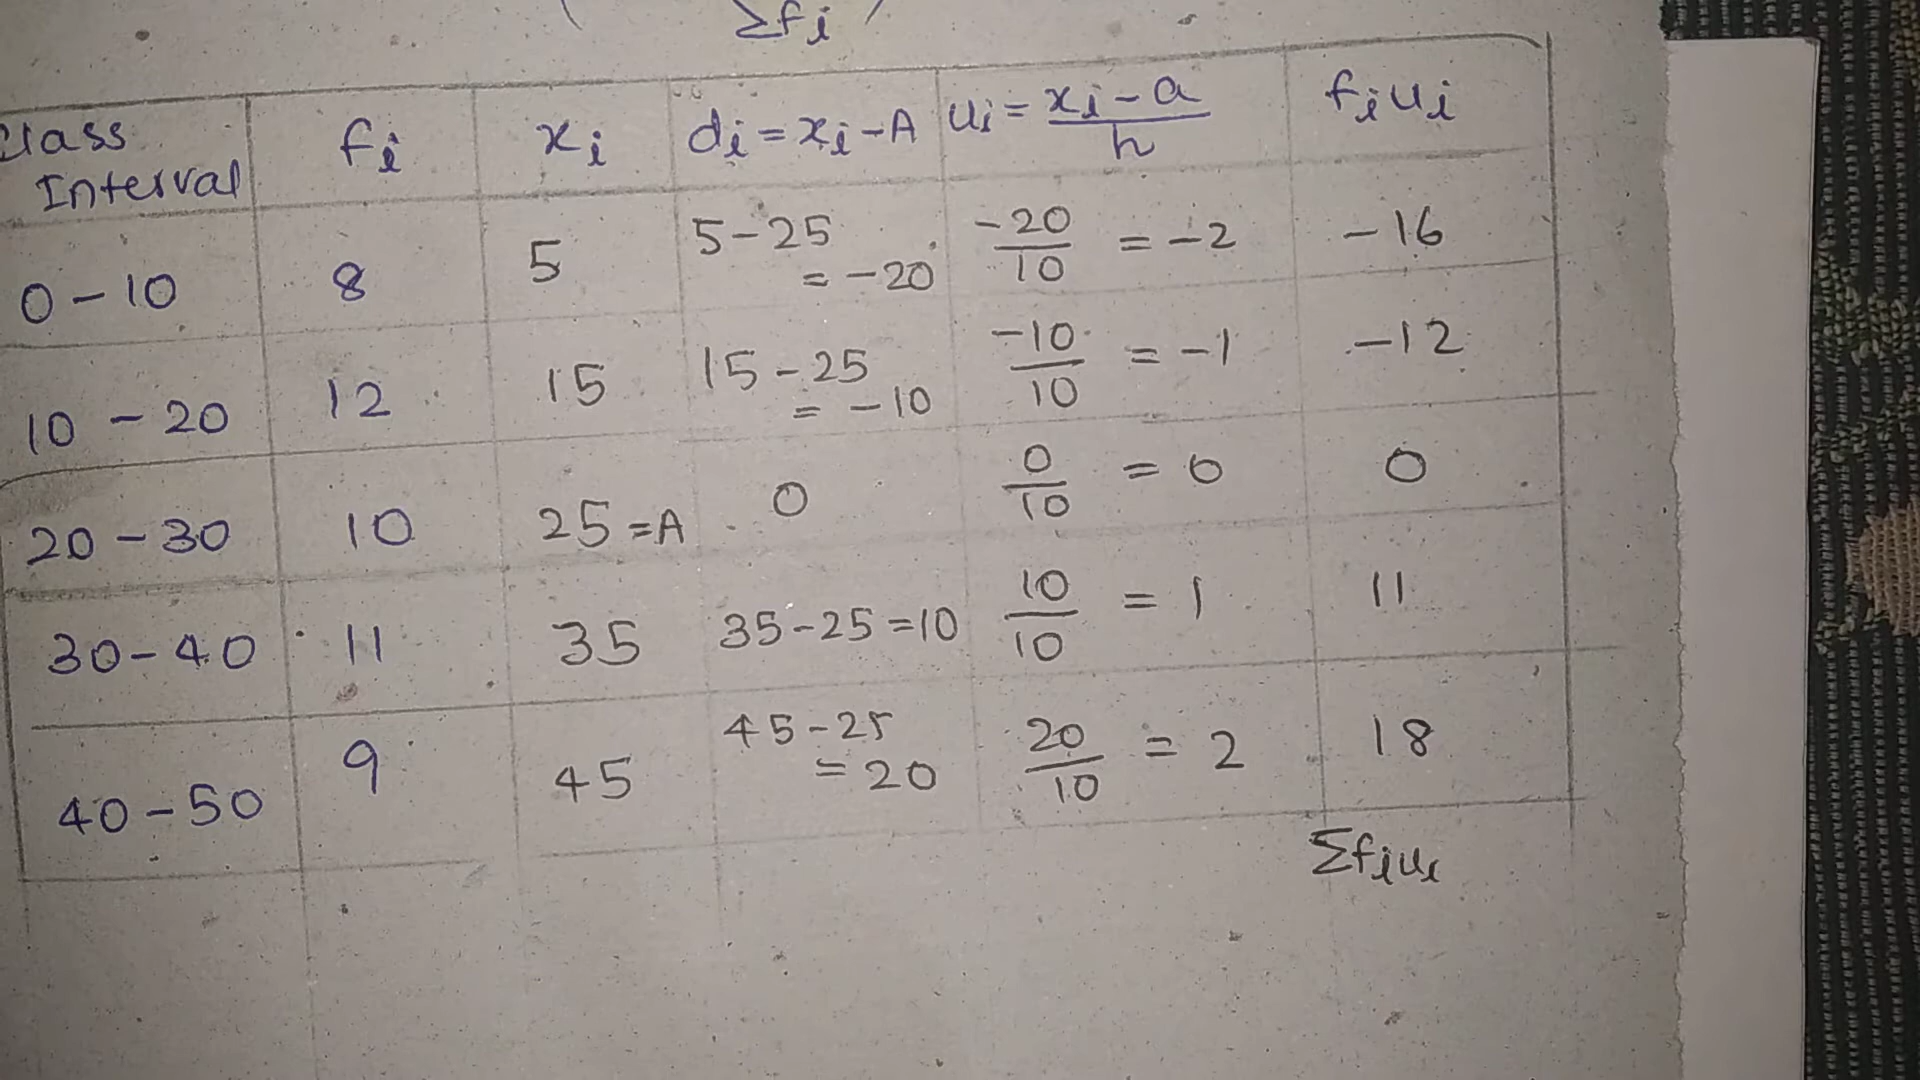 Σfi
Class Interval fi xi di = xi - A ui = xi - a / h fiui
0 - 10 8 5 5 - 25 = -20 -20/10 = -2 -16
10 - 20 12 15 15 - 25 = -10 -10/10 = -1 -12
20 - 30 10 25 = A 0 0/10 = 0 0
30 - 40 11 35 35 - 25 = 10 10/10 = 1 11
40 - 50 9 45 45 - 25 = 20 20/10 = 2 18
Σfiui